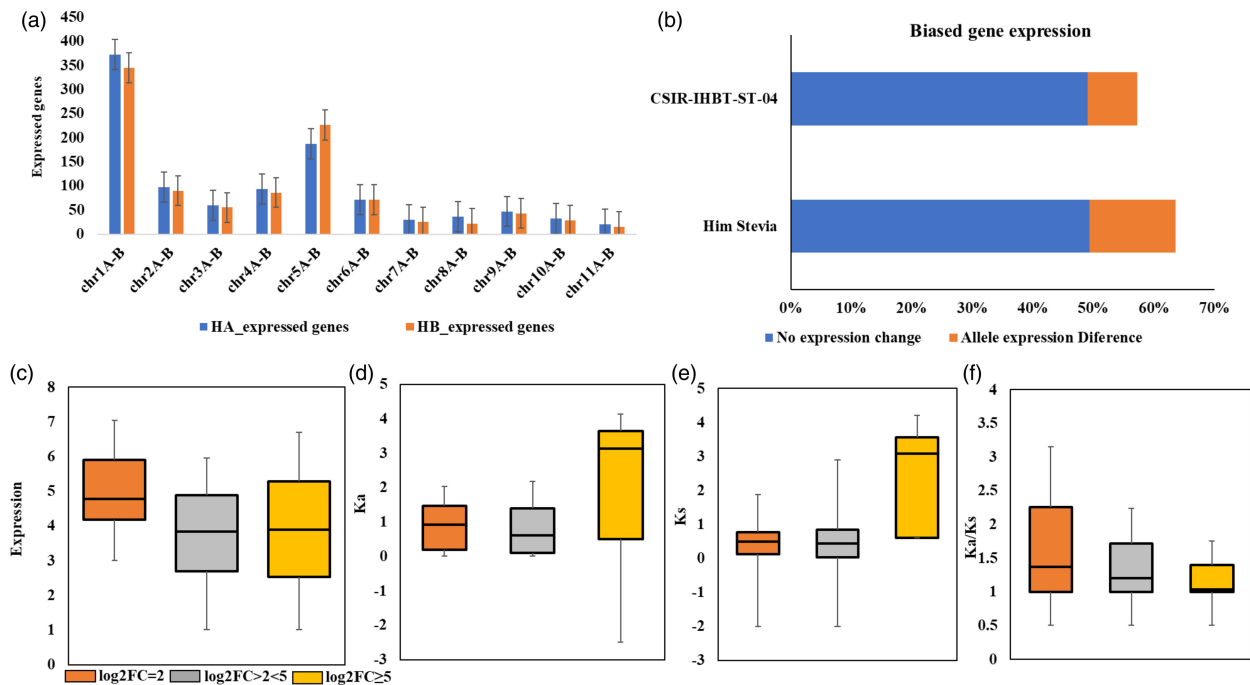 (a)
450
400
350
300
250
200
150
100
50
0
Expressed genes
chr1A-B
chr2A-B
chr3A-B
chr4A-B
chr5A-B
chr6A-B
chr7A-B
chr8A-B
chr9A-B
chr10A-B
chr11A-B
HA_expressed genes
HB_expressed genes
(b)
Biased gene expression
CSIR-IHBT-ST-04
Him Stevia
0% 10% 20% 30% 40% 50% 60% 70%
No expression change
Allele expression Diference
(c)
8
7
6
5
4
3
2
1
0
Expression
(d)
5
4
3
2
1
0
-1
-2
-3
Ka
(e)
5
4
3
2
1
0
-1
-2
-3
Ks
(f)
4
3.5
3
2.5
2
1.5
1
0.5
0
Ka/Ks
log2FC=2
log2FC>2<5
log2FC≥5